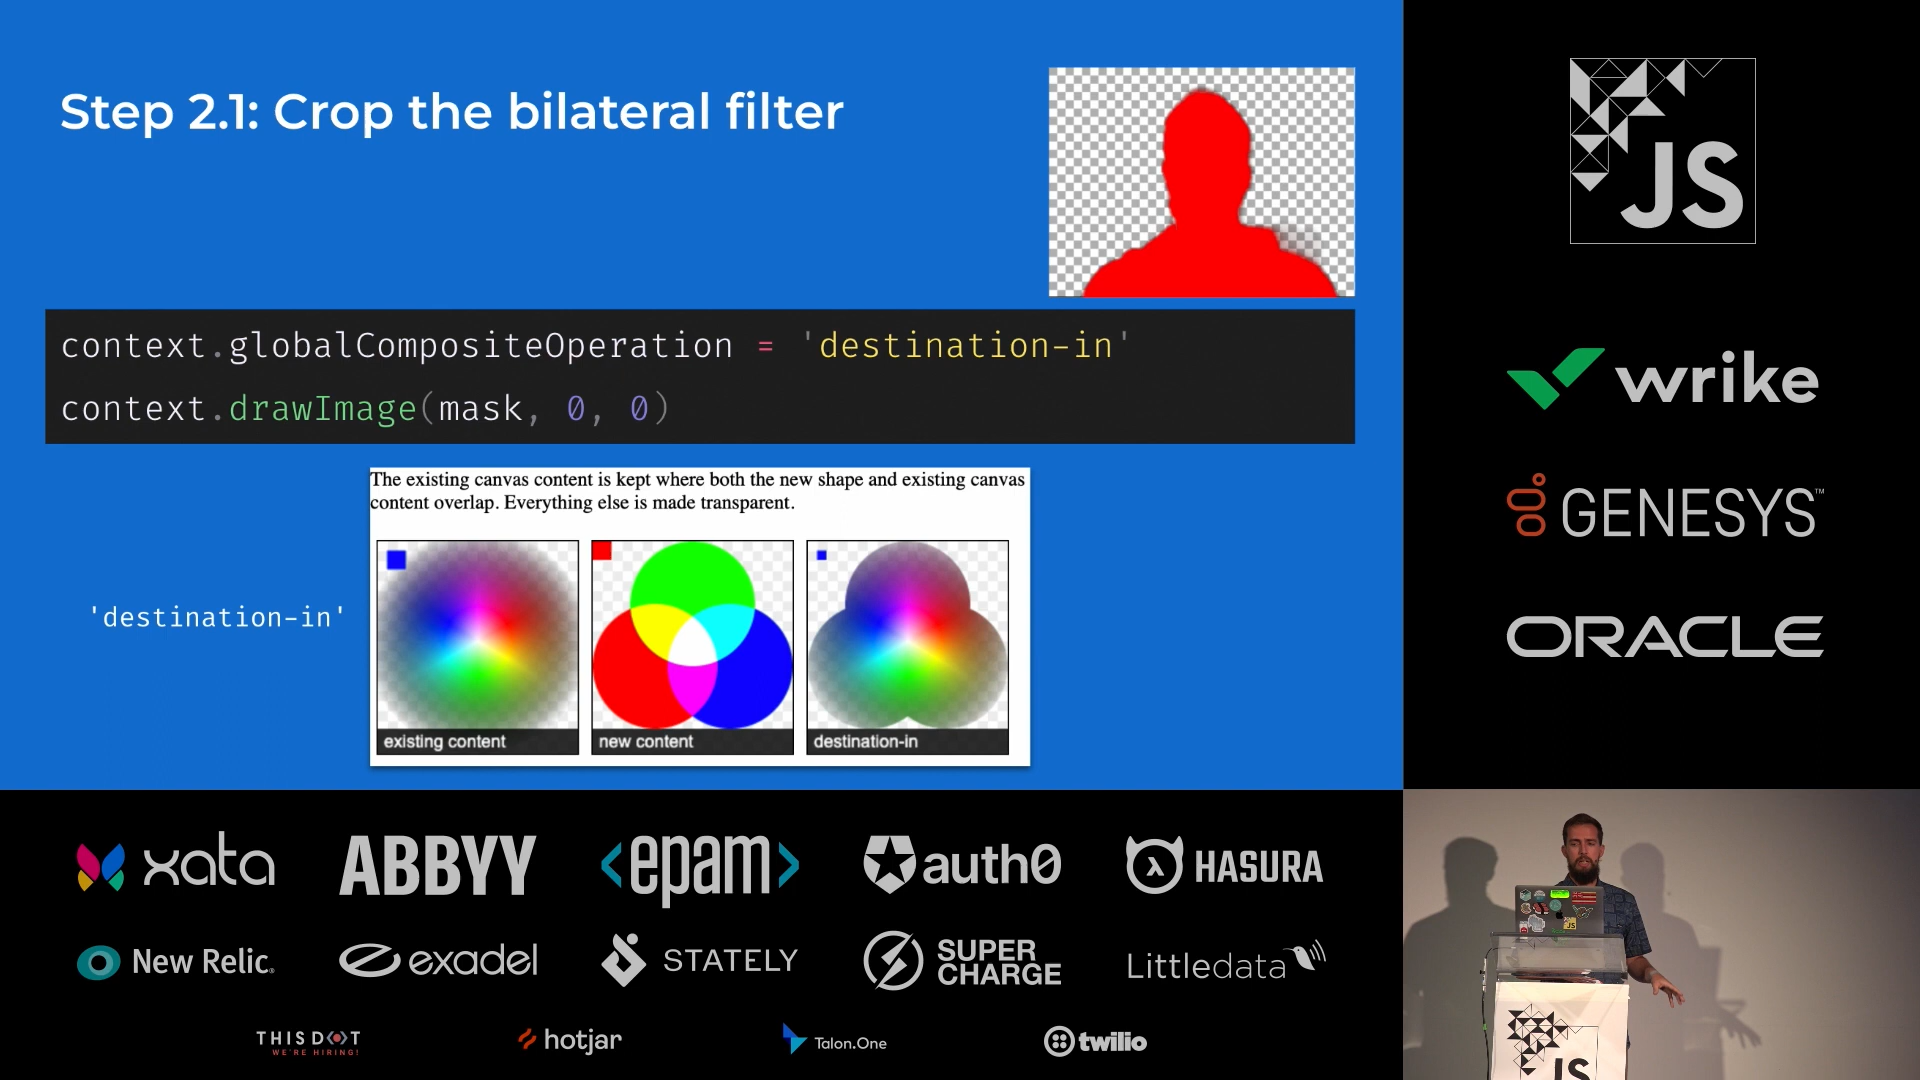 Step 2.1: Crop the bilateral filter
context.globalCompositeOperation = 'destination-in'
context.drawImage(mask, 0, 0)
The existing canvas content is kept where both the new shape and existing canvas
content overlap. Everything else is made transparent.
'destination-in'
existing content
new content
destination-in
JS
wrike
GENESYS™
ORACLE
xata
ABBYY
<epam>
auth0
HASURA
New Relic.
exadel
STATELY
SUPER
CHARGE
Littledata
THIS DOT
WE'RE HIRING!
hotjar
Talon.One
twilio
JS